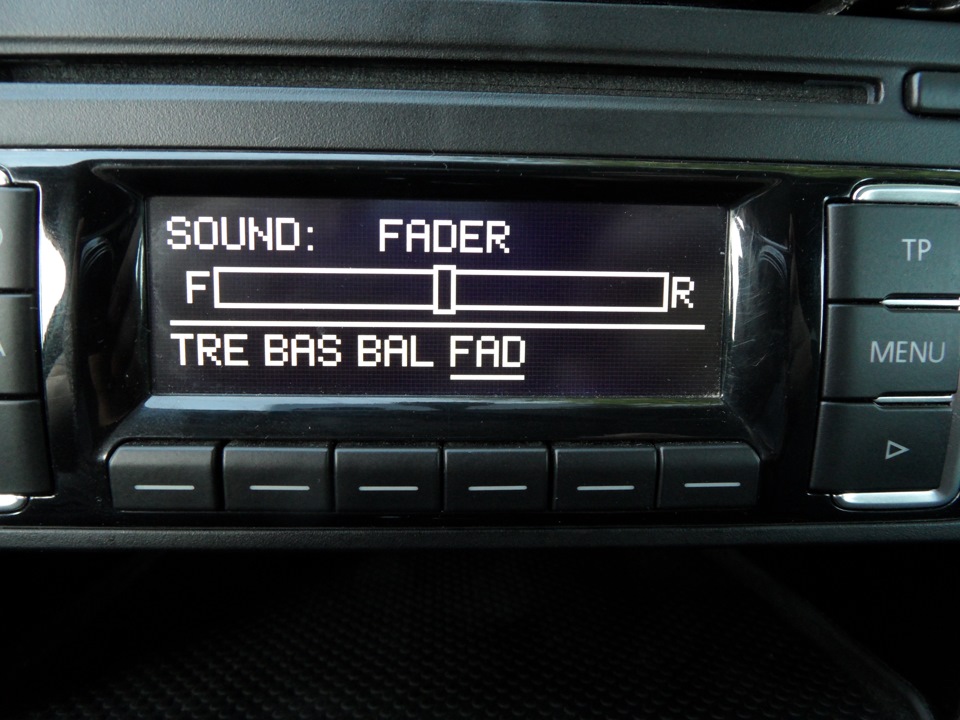 SOUND: FADER
F R
TRE BAS BAL FAD
TP
MENU